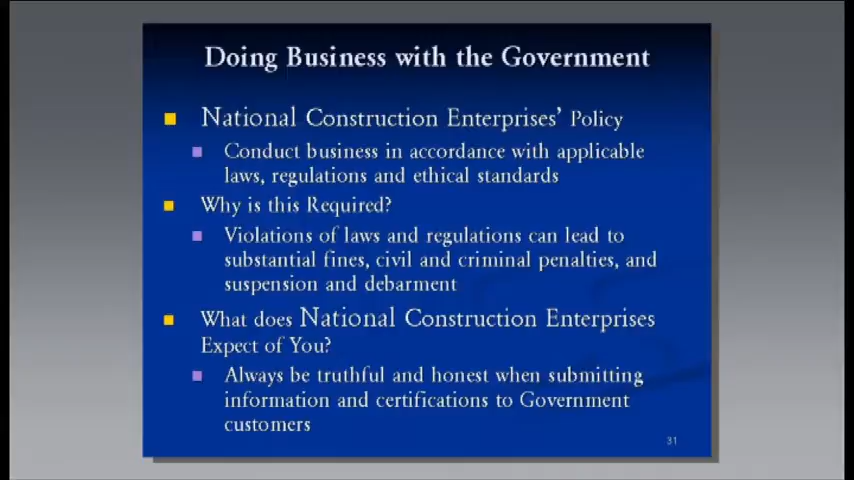 Doing Business with the Government
National Construction Enterprises' Policy
Conduct business in accordance with applicable
laws, regulations and ethical standards
Why is this Required?
Violations of laws and regulations can lead to
substantial fines, civil and criminal penalties, and
suspension and debarment
What does National Construction Enterprises
Expect of You?
Always be truthful and honest when submitting
information and certifications to Government
customers
31